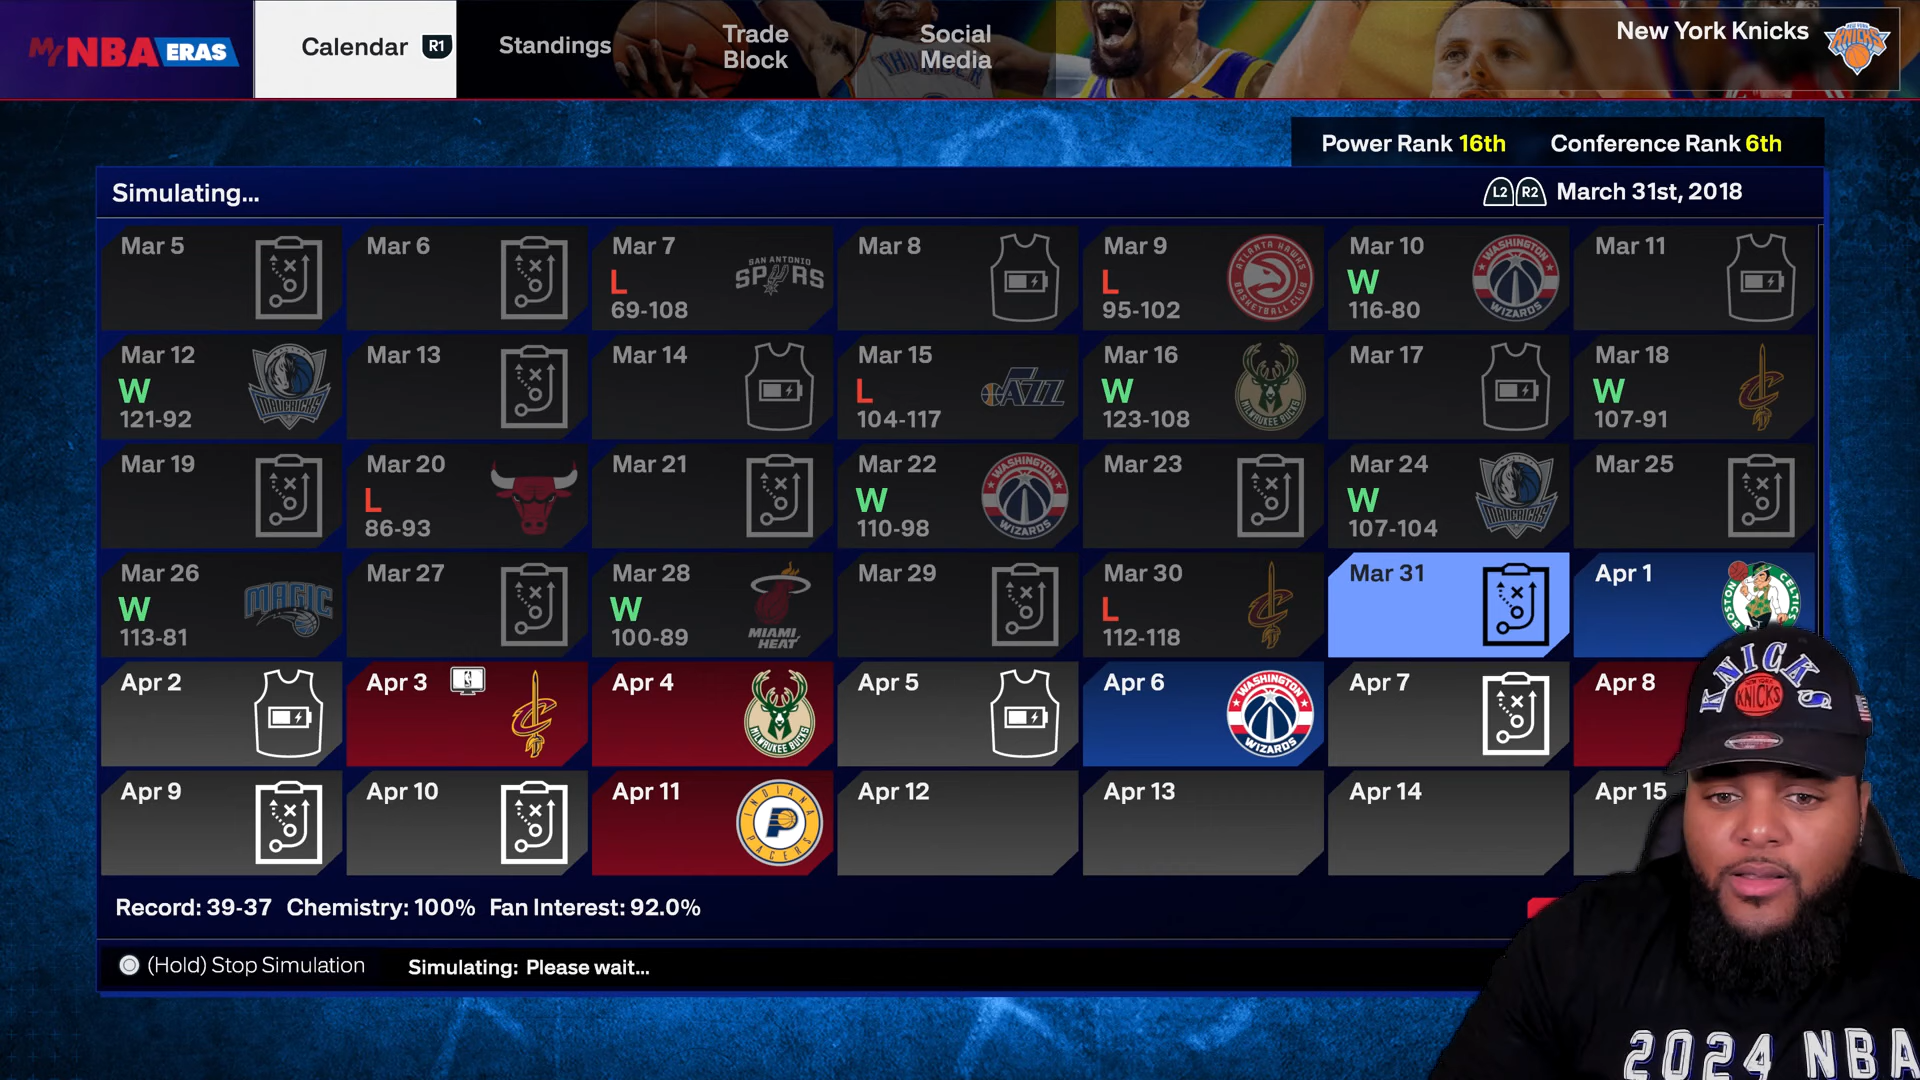 MyNBA ERAS
Calendar R1
Standings
Trade
Block
Social
Media
THUNDER
New York Knicks
KNICKS
Power Rank 16th
Conference Rank 6th
Simulating...
L2 R2 March 31st, 2018
Mar 5
Mar 6
Mar 7
L
69-108
SAN ANTONIO
SPURS
Mar 8
Mar 9
L
95-102
ATLANTA HAWKS
BASKETBALL CLUB
Mar 10
W
116-80
WASHINGTON
WIZARDS
Mar 11
Mar 12
W
121-92
MAVERICKS
Mar 13
Mar 14
Mar 15
L
104-117
JAZZ
Mar 16
W
123-108
MILWAUKEE BUCKS
Mar 17
Mar 18
W
107-91
Mar 19
Mar 20
L
86-93
Mar 21
Mar 22
W
110-98
WASHINGTON
WIZARDS
Mar 23
Mar 24
W
107-104
MAVERICKS
Mar 25
Mar 26
W
113-81
MAGIC
Mar 27
Mar 28
W
100-89
MIAMI
HEAT
Mar 29
Mar 30
L
112-118
Mar 31
Apr 1
BOSTON CELTICS
Apr 2
Apr 3
Apr 4
MILWAUKEE BUCKS
Apr 5
Apr 6
WASHINGTON
WIZARDS
Apr 7
Apr 8
Apr 9
Apr 10
Apr 11
INDIANA
PACERS
Apr 12
Apr 13
Apr 14
Apr 15
KNICKS
KNICKS
Record: 39-37 Chemistry: 100% Fan Interest: 92.0%
(Hold) Stop Simulation
Simulating: Please wait...
2024 NBA